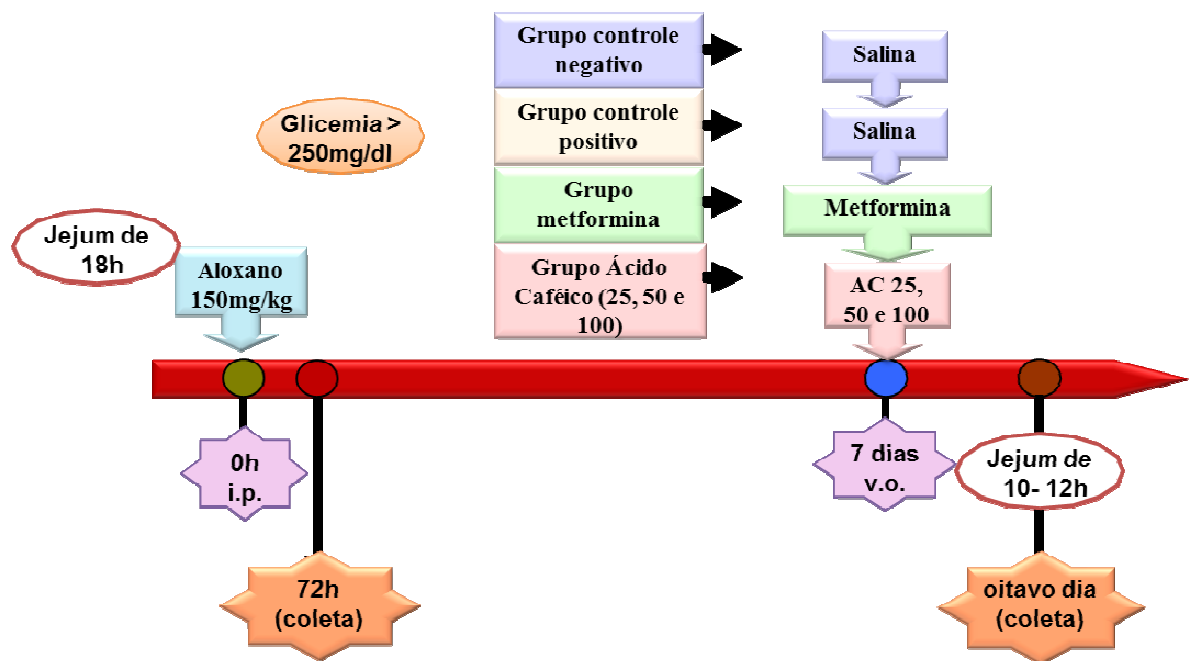 Grupo controle
negativo
Salina
Glicemia >
250mg/dl
Grupo controle
positivo
Salina
Grupo
metformina
Metformina
Jejum de
18h
Aloxano
150mg/kg
Grupo Ácido
Caféico (25, 50 e
100)
AC 25,
50 e 100
0h
i.p.
7 dias
v.o.
Jejum de
10- 12h
72h
(coleta)
oitavo dia
(coleta)